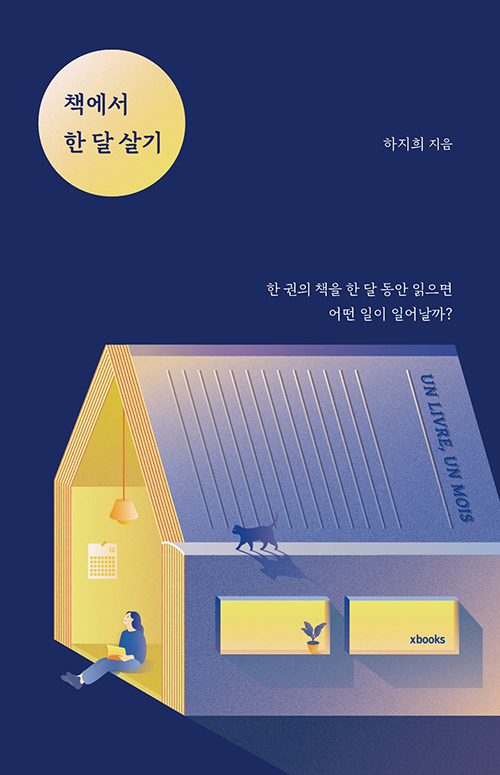 책에서
한 달 살기
하지희 지음
한 권의 책을 한 달 동안 읽으면
어떤 일이 일어날까?
UN LIVRE, UN MOIS
12
xbooks